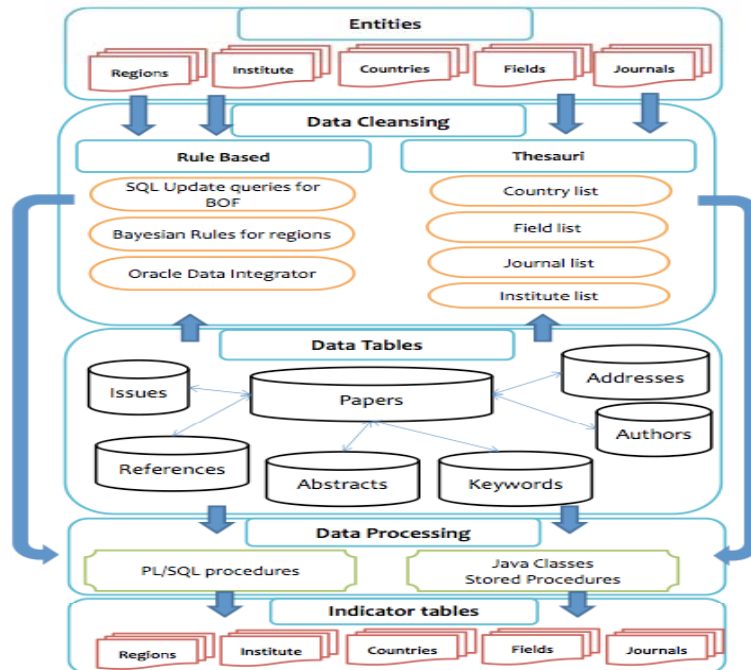 Entities
Regions
Institute
Countries
Fields
Journals
Data Cleansing
Rule Based
SQL Update queries for
BOF
Bayesian Rules for regions
Oracle Data Integrator
Thesauri
Country list
Field list
Journal list
Institute list
Data Tables
Issues
Papers
Addresses
Authors
References
Abstracts
Keywords
Data Processing
PL/SQL procedures
Java Classes
Stored Procedures
Indicator tables
Regions
Institute
Countries
Fields
Journals